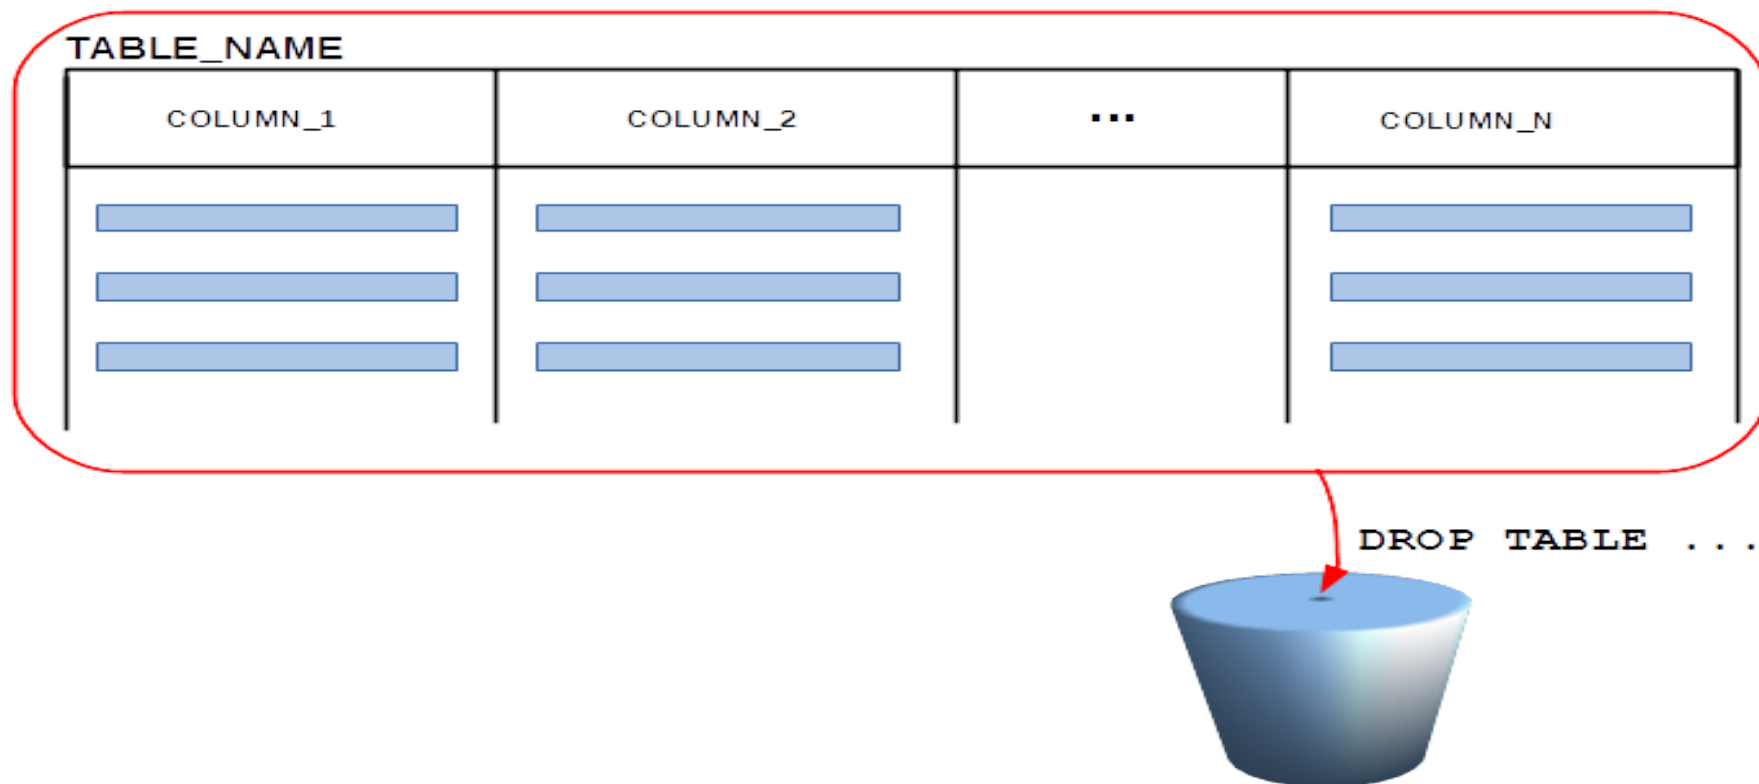 TABLE_NAME
COLUMN_1 COLUMN_2 ... COLUMN_N
DROP TABLE ...